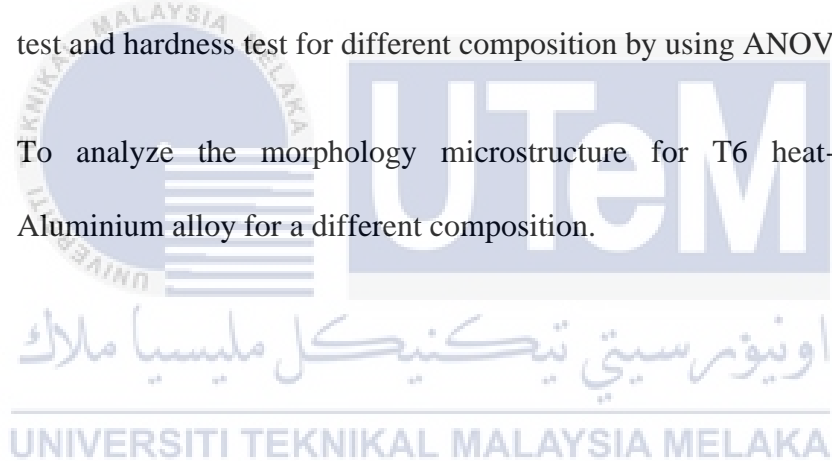 test and hardness test for different composition by using ANOV
To analyze the morphology microstructure for T6 heat-
Aluminium alloy for a different composition.
UTeM
اونيۏرسيتي تيكنيكل مليسيا ملاك
UNIVERSITI TEKNIKAL MALAYSIA MELAKA